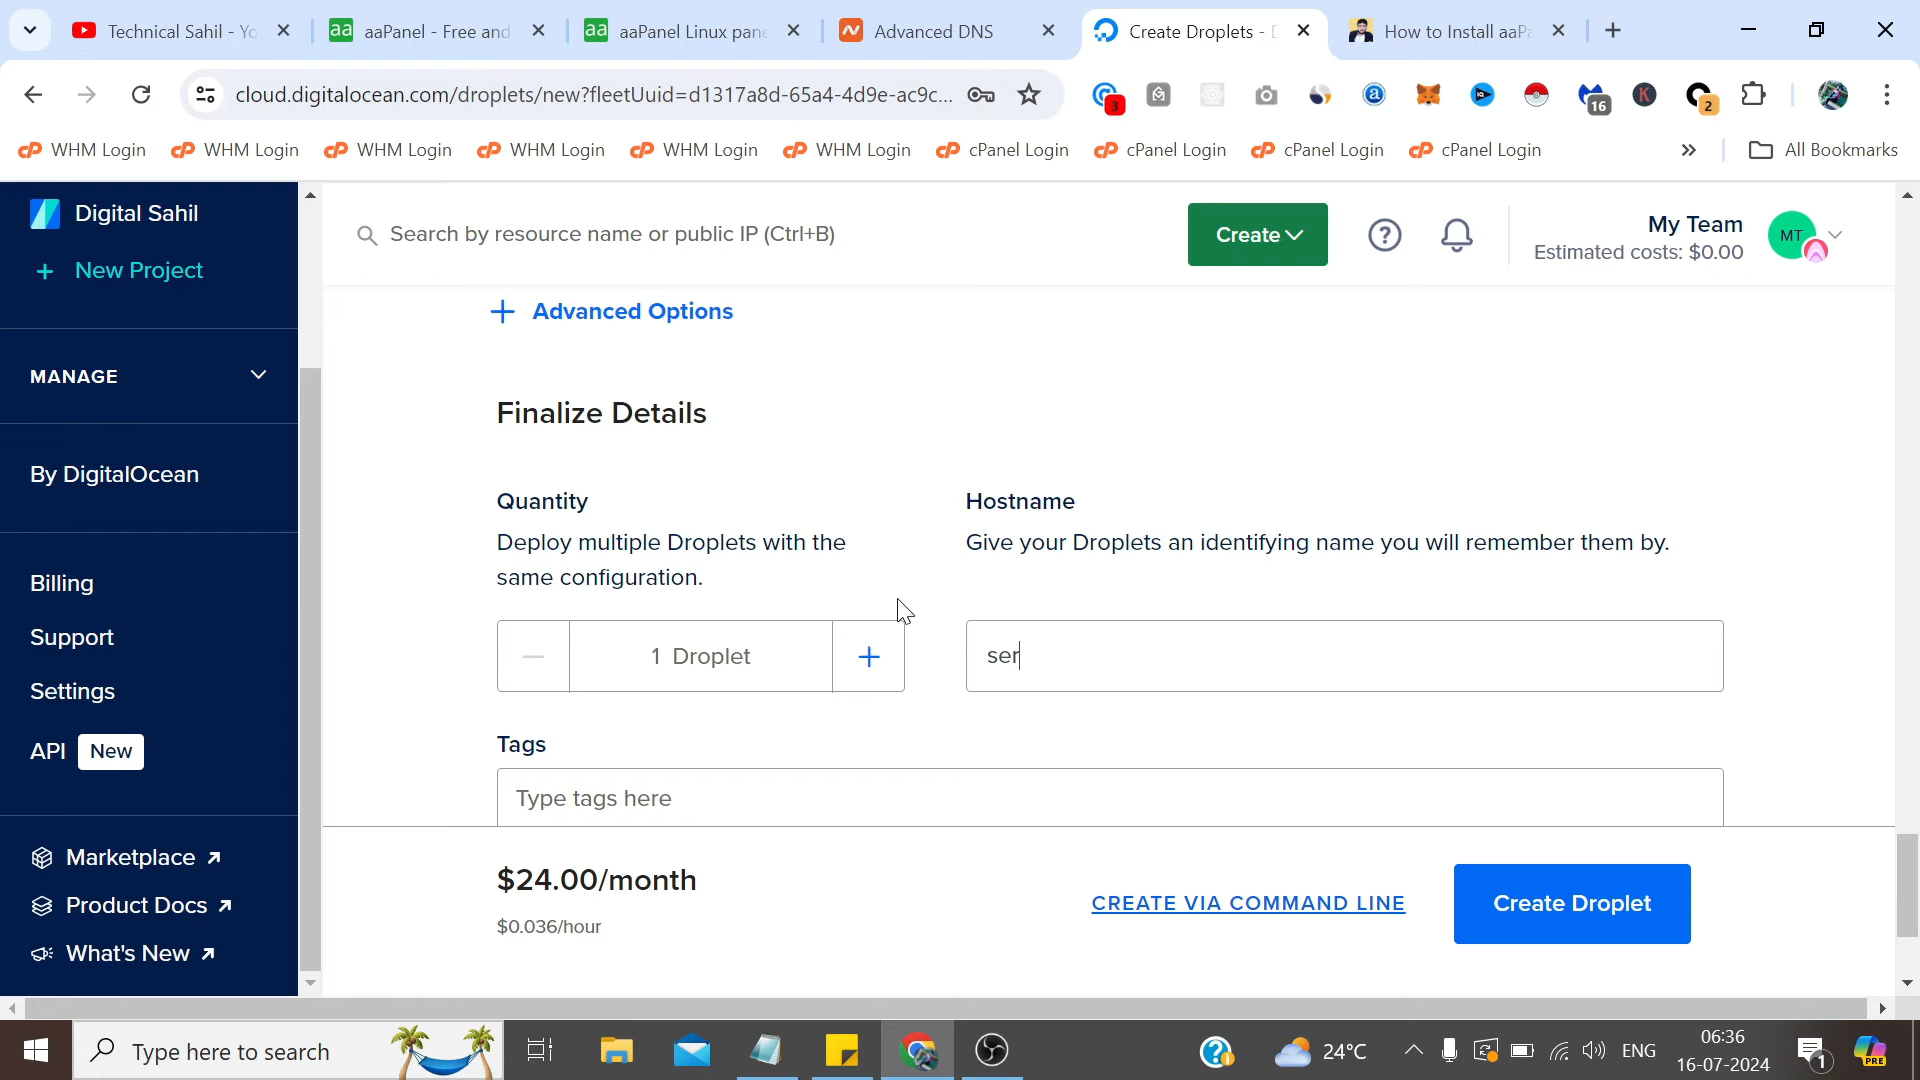 Technical Sahil - Yo
aaPanel - Free and
aaPanel Linux pane
Advanced DNS
Create Droplets - D
How to Install aaPa
cloud.digitalocean.com/droplets/new?fleetUuid=d1317a8d-65a4-4d9e-ac9c...
3
16
2
WHM Login
WHM Login
WHM Login
WHM Login
WHM Login
WHM Login
cPanel Login
cPanel Login
cPanel Login
cPanel Login
All Bookmarks
Digital Sahil
+ New Project
MANAGE
By DigitalOcean
Billing
Support
Settings
API New
Marketplace
Product Docs
What's New
Search by resource name or public IP (Ctrl+B)
Create
My Team
Estimated costs: $0.00
MT
+ Advanced Options
Finalize Details
Quantity
Deploy multiple Droplets with the
same configuration.
1 Droplet
Hostname
Give your Droplets an identifying name you will remember them by.
ser
Tags
Type tags here
$24.00/month
$0.036/hour
CREATE VIA COMMAND LINE
Create Droplet
Type here to search
24°C
ENG
06:36
16-07-2024
1
PRE